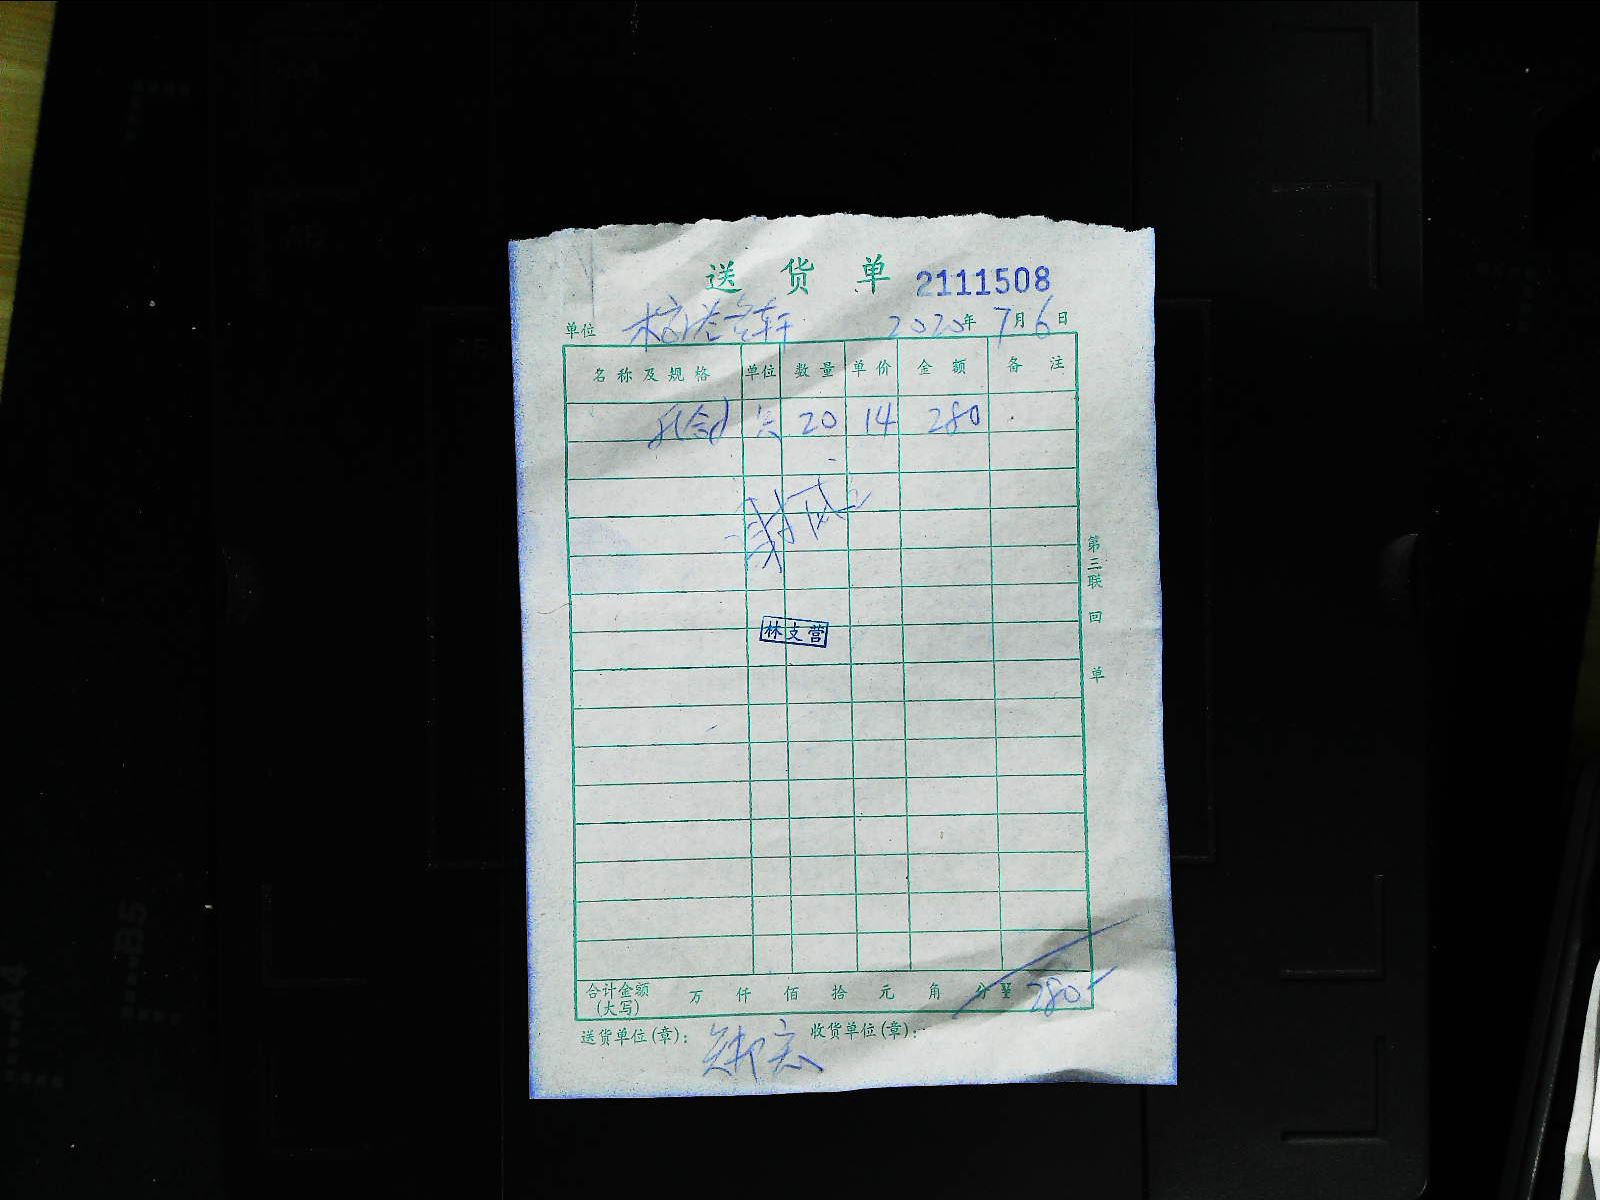 送货单 2111508
单位 2020年7月6日
名称及规格 单位 数量 单价 金额 备注
20 14 280
林支营
第三联 回单
合计金额(大写) 万 仟 佰 拾 元 角 分 ¥ 280
送货单位(章): 收货单位(章):
A4
B5